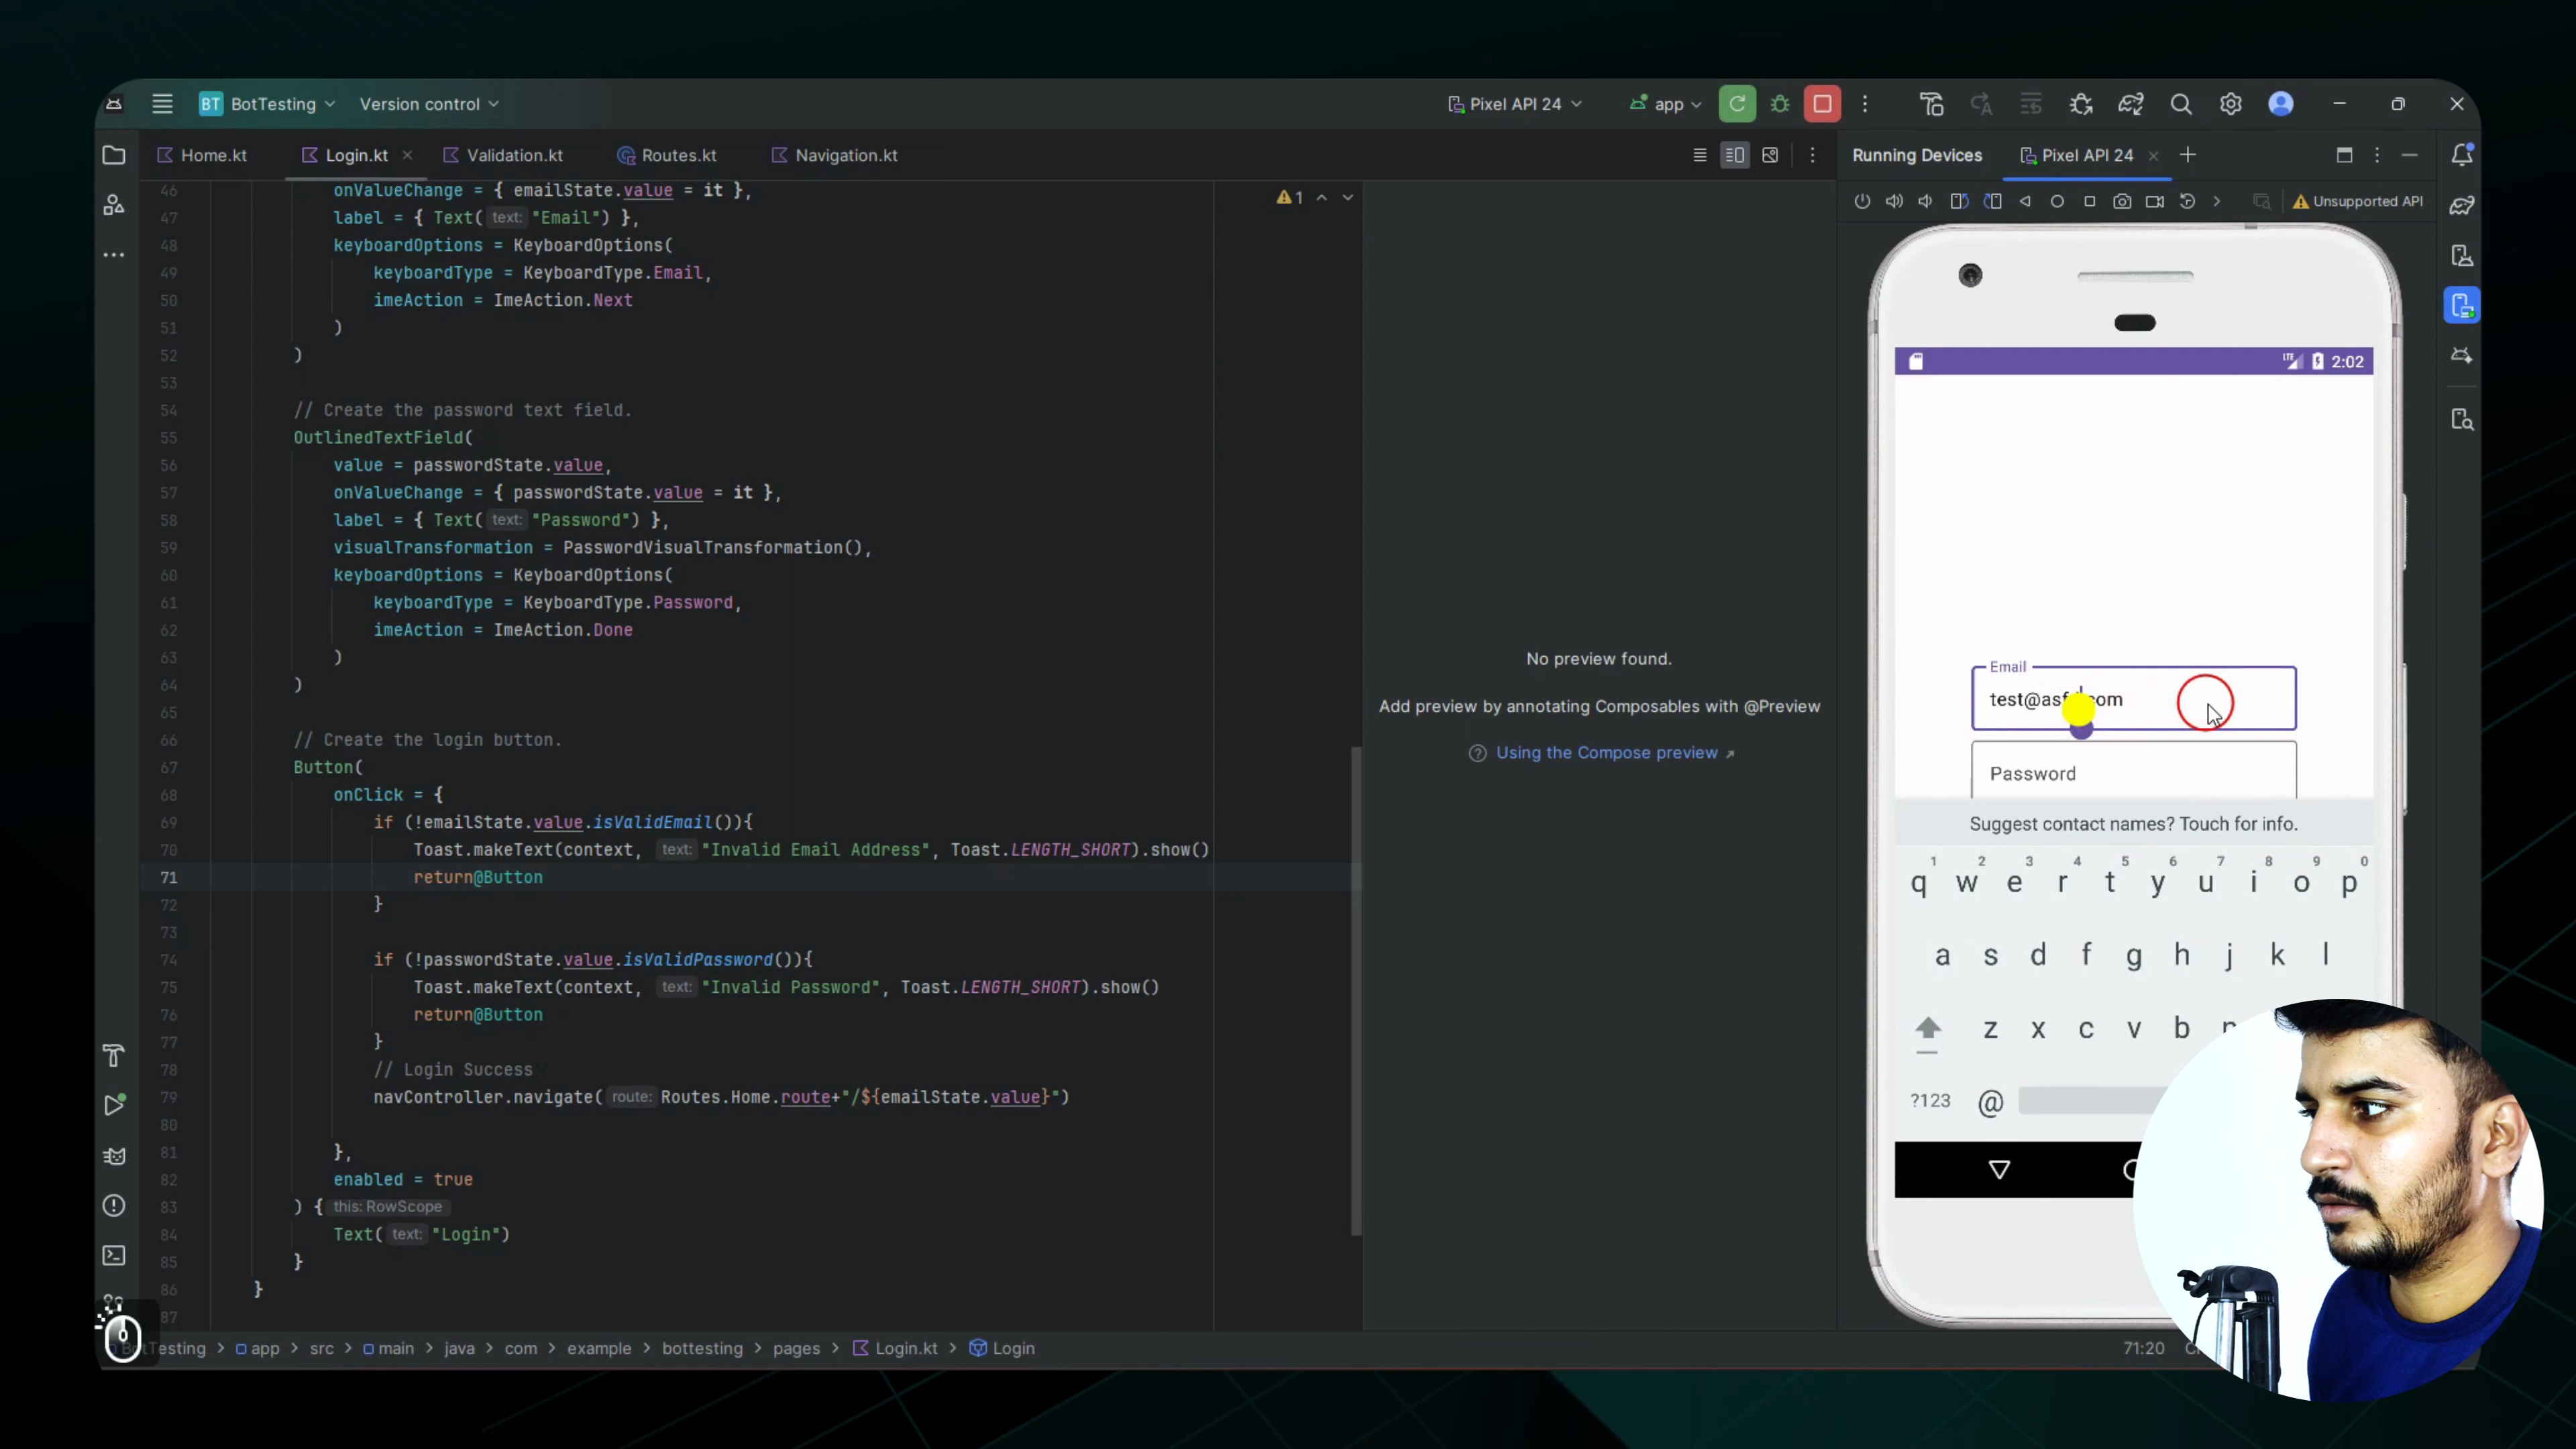 BT BotTesting Version control Pixel API 24 app
Home.kt Login.kt Validation.kt Routes.kt Navigation.kt
Running Devices Pixel API 24
Unsupported API
1
46 onValueChange = { emailState.value = it },
47 label = { Text( text: "Email") },
48 keyboardOptions = KeyboardOptions(
49 keyboardType = KeyboardType.Email,
50 imeAction = ImeAction.Next
51 )
52 )
53
54 // Create the password text field.
55 OutlinedTextField(
56 value = passwordState.value,
57 onValueChange = { passwordState.value = it },
58 label = { Text( text: "Password") },
59 visualTransformation = PasswordVisualTransformation(),
60 keyboardOptions = KeyboardOptions(
61 keyboardType = KeyboardType.Password,
62 imeAction = ImeAction.Done
63 )
64 )
65
66 // Create the login button.
67 Button(
68 onClick = {
69 if (!emailState.value.isValidEmail()){
70 Toast.makeText(context, text: "Invalid Email Address", Toast.LENGTH_SHORT).show()
71 return@Button
72 }
73
74 if (!passwordState.value.isValidPassword()){
75 Toast.makeText(context, text: "Invalid Password", Toast.LENGTH_SHORT).show()
76 return@Button
77 }
78 // Login Success
79 navController.navigate( route: Routes.Home.route+"/${emailState.value}")
80
81 },
82 enabled = true
83 ) { this: RowScope
84 Text( text: "Login")
85 }
86 }
87
No preview found.
Add preview by annotating Composables with @Preview
Using the Compose preview
LTE 2:02
Email
Password
Suggest contact names? Touch for info.
1 2 3 4 5 6 7 8 9 0
q w e r t y u i o p
a s d f g h j k l
z x c v b
?123 @
app > src > main > java > com > example > bottesting > pages > Login.kt > Login
71:20